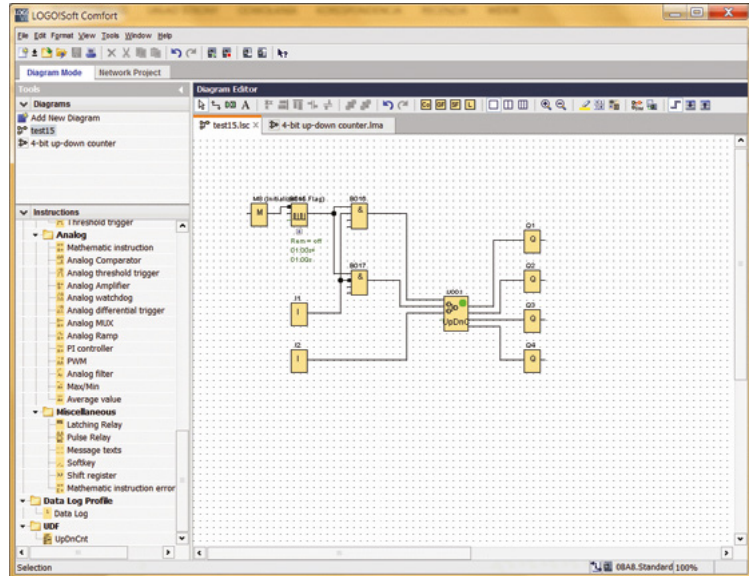 LOGO!Soft Comfort
File Edit Format View Tools Window Help
Diagram Mode Network Project
Tools
Diagram Editor
Diagrams
Add New Diagram
test15
4-bit up-down counter
test15.lsc
4-bit up-down counter.lma
Instructions
Threshold trigger
Analog
Mathematic instruction
Analog Comparator
Analog threshold trigger
Analog Amplifier
Analog watchdog
Analog differential trigger
Analog MUX
Analog Ramp
PI controller
PWM
Analog filter
Max/Min
Average value
Miscellaneous
Latching Relay
Pulse Relay
Message texts
Softkey
Shift register
Mathematic instruction error
Data Log Profile
Data Log
UDF
UpDnCnt
Flag)
M
Rem = off
01:00s+
01:00s
B016
&
B017
&
I1
I
I2
I
U001
UpDnC
Q1
Q
Q2
Q
Q3
Q
Q4
Q
Selection
0BA8.Standard 100%